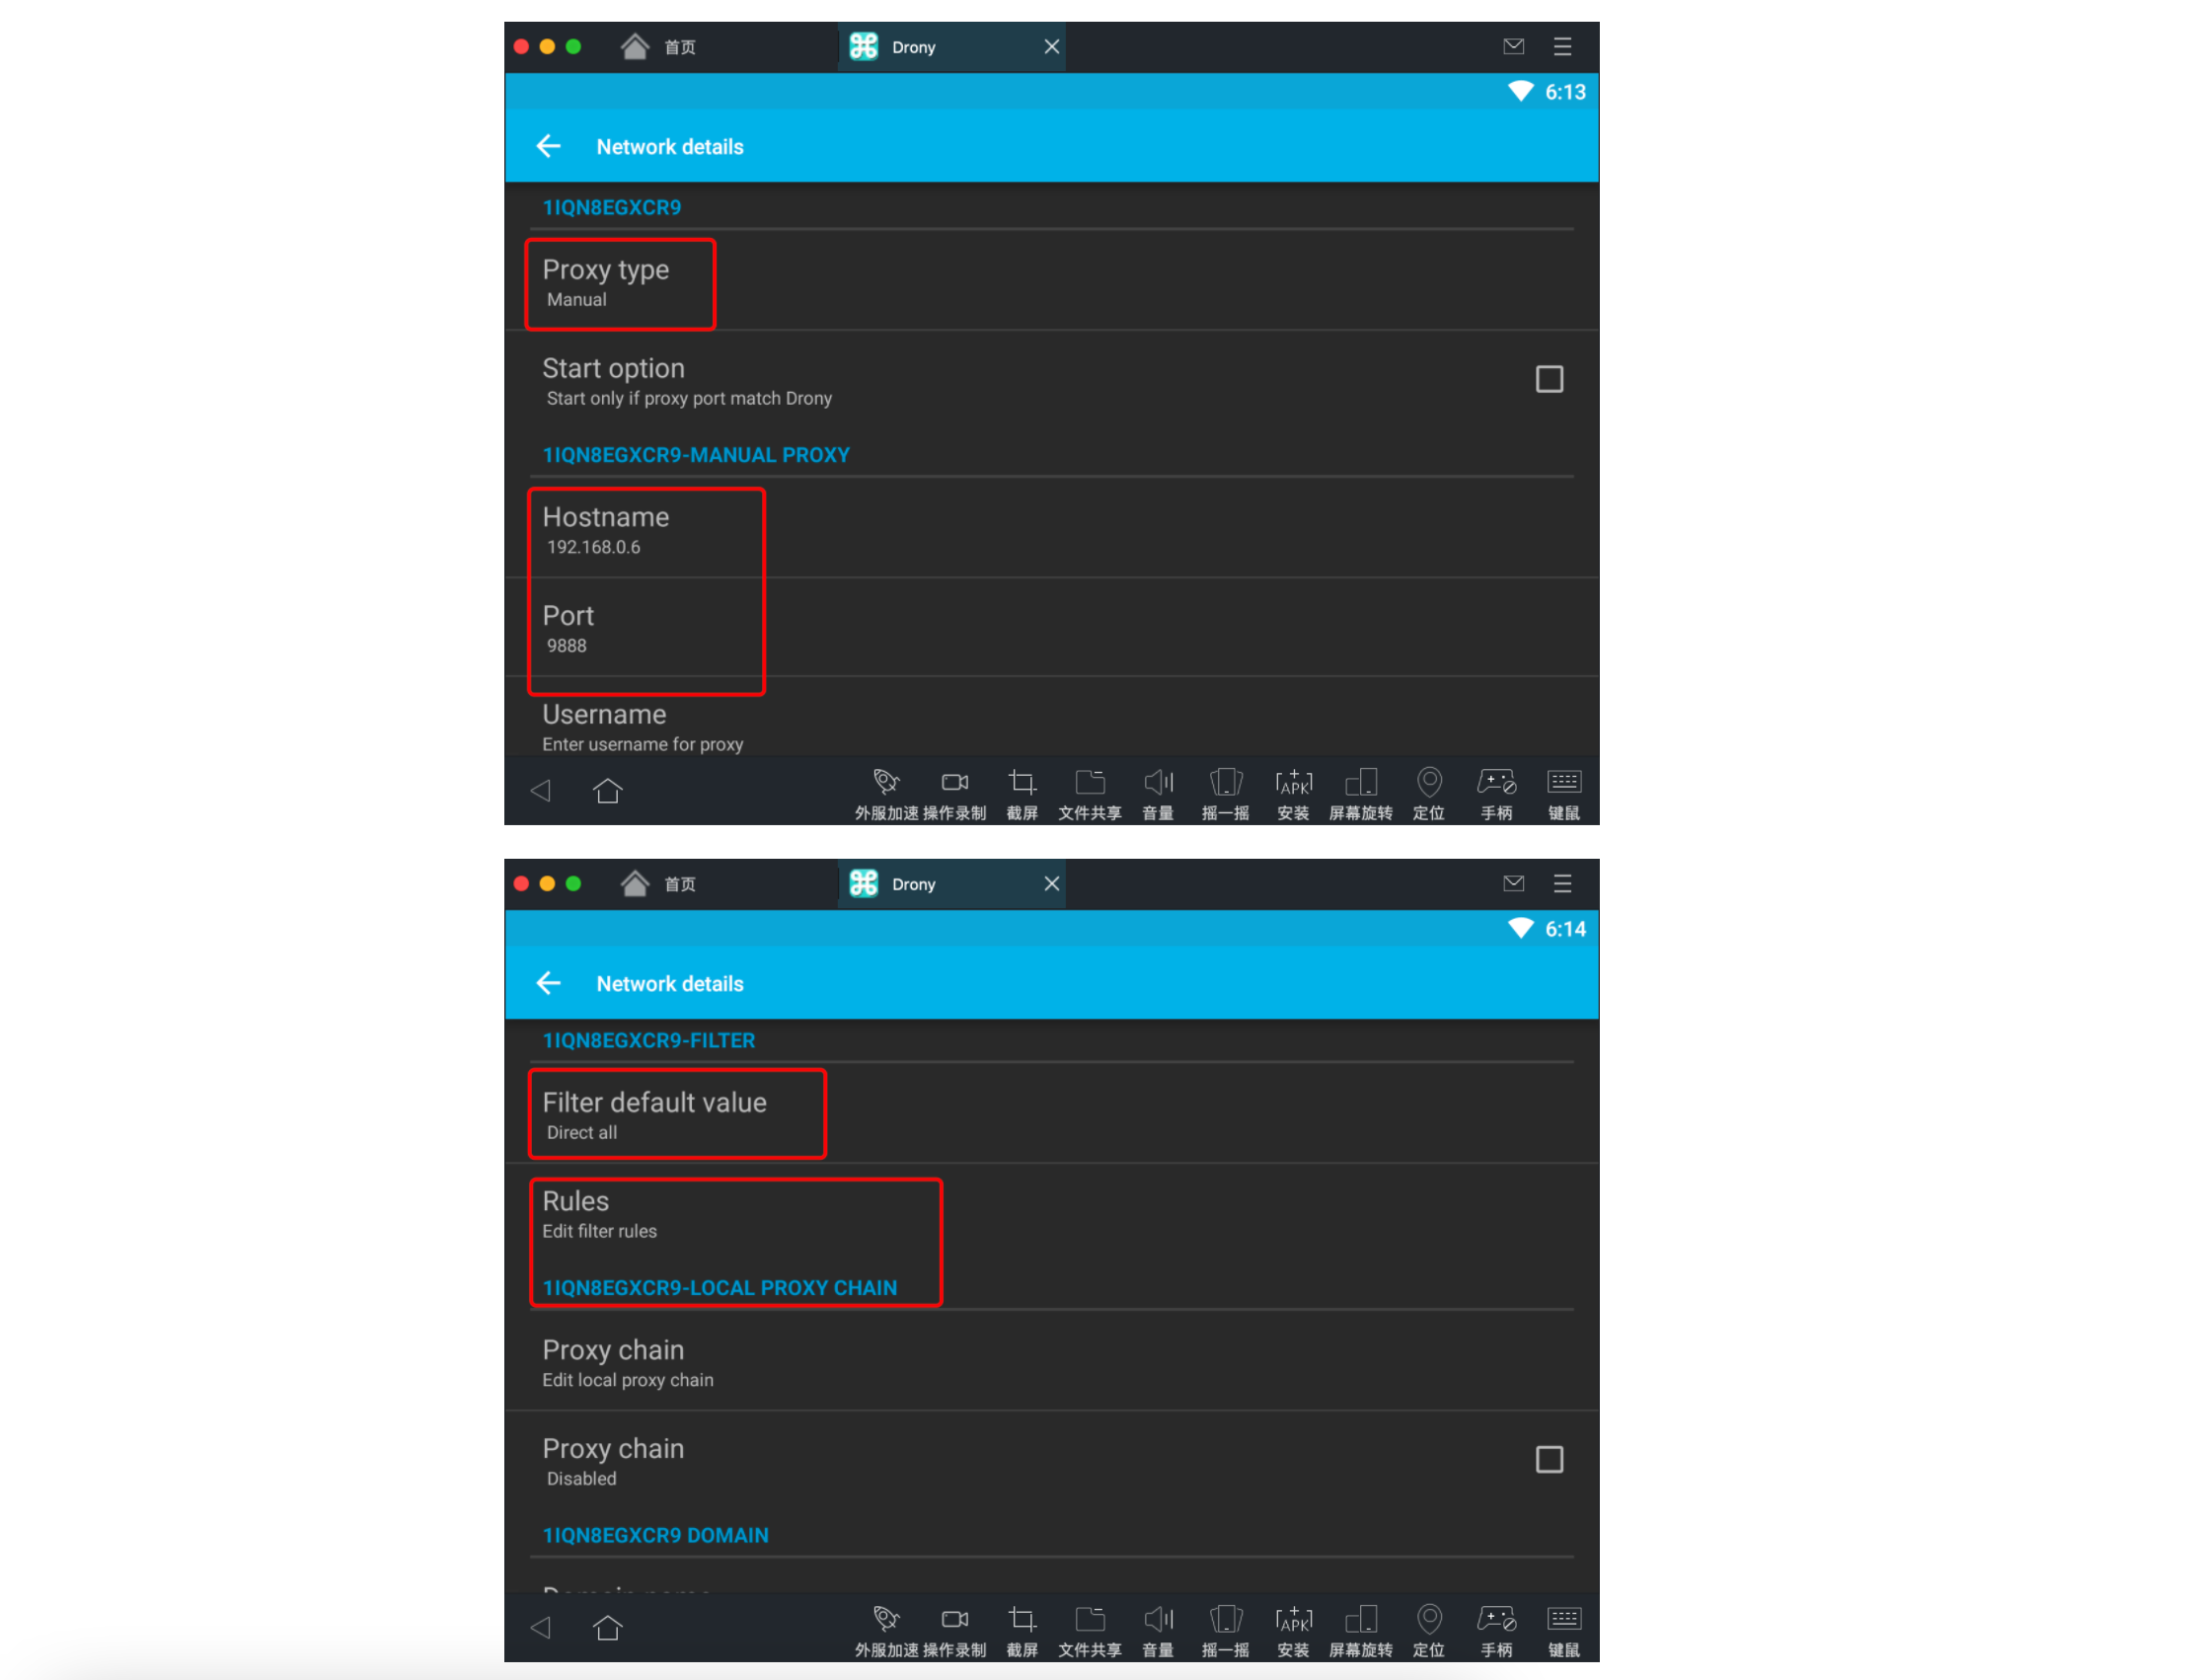 首页
Drony
6:13
Network details
1IQN8EGXCR9
Proxy type
Manual
Start option
Start only if proxy port match Drony
1IQN8EGXCR9-MANUAL PROXY
Hostname
192.168.0.6
Port
9888
Username
Enter username for proxy
APK
外服加速 操作录制 截屏 文件共享 音量 摇一摇 安装 屏幕旋转 定位 手柄 键鼠
首页
Drony
6:14
Network details
1IQN8EGXCR9-FILTER
Filter default value
Direct all
Rules
Edit filter rules
1IQN8EGXCR9-LOCAL PROXY CHAIN
Proxy chain
Edit local proxy chain
Proxy chain
Disabled
1IQN8EGXCR9 DOMAIN
APK
外服加速 操作录制 截屏 文件共享 音量 摇一摇 安装 屏幕旋转 定位 手柄 键鼠